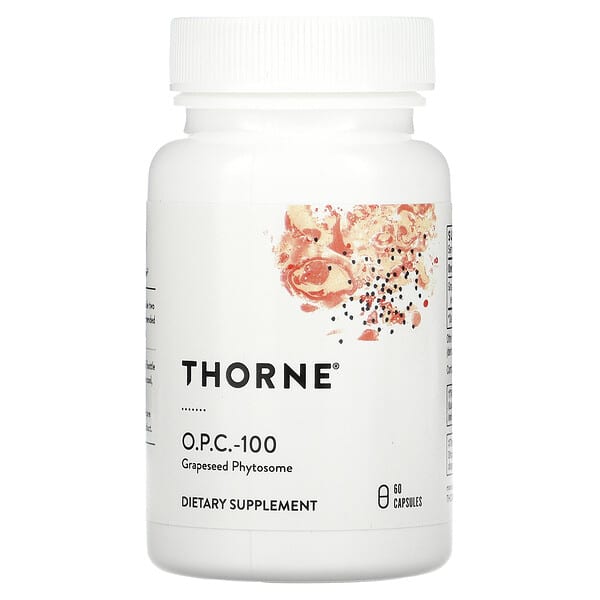 THORNE®
O.P.C.-100
Grapeseed Phytosome
DIETARY SUPPLEMENT
60
CAPSULES